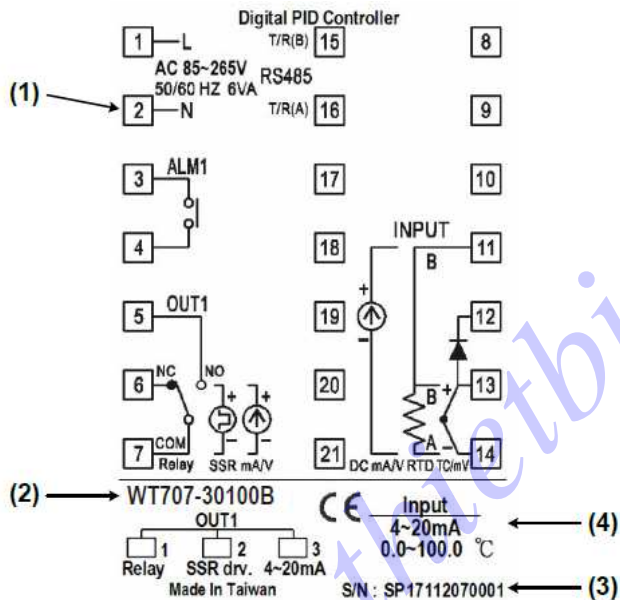 Digital PID Controller
1 L T/R(B) 15 8
AC 85~265V RS485
50/60 HZ 6VA
(1) 2 N T/R(A) 16 9
3 ALM1 17 10
4 18 INPUT 11
B
+
5 OUT1 19 12
−
6 NC NO + + 20 B + 13
7 COM − − 21 A − 14
Relay SSR mA/V DC mA/V RTD TC/mV
(2) WT707-30100B CE Input
OUT1 4~20mA (4)
1 2 3 0.0~100.0 ℃
Relay SSR drv. 4~20mA
Made In Taiwan S/N : SP17112070001 (3)